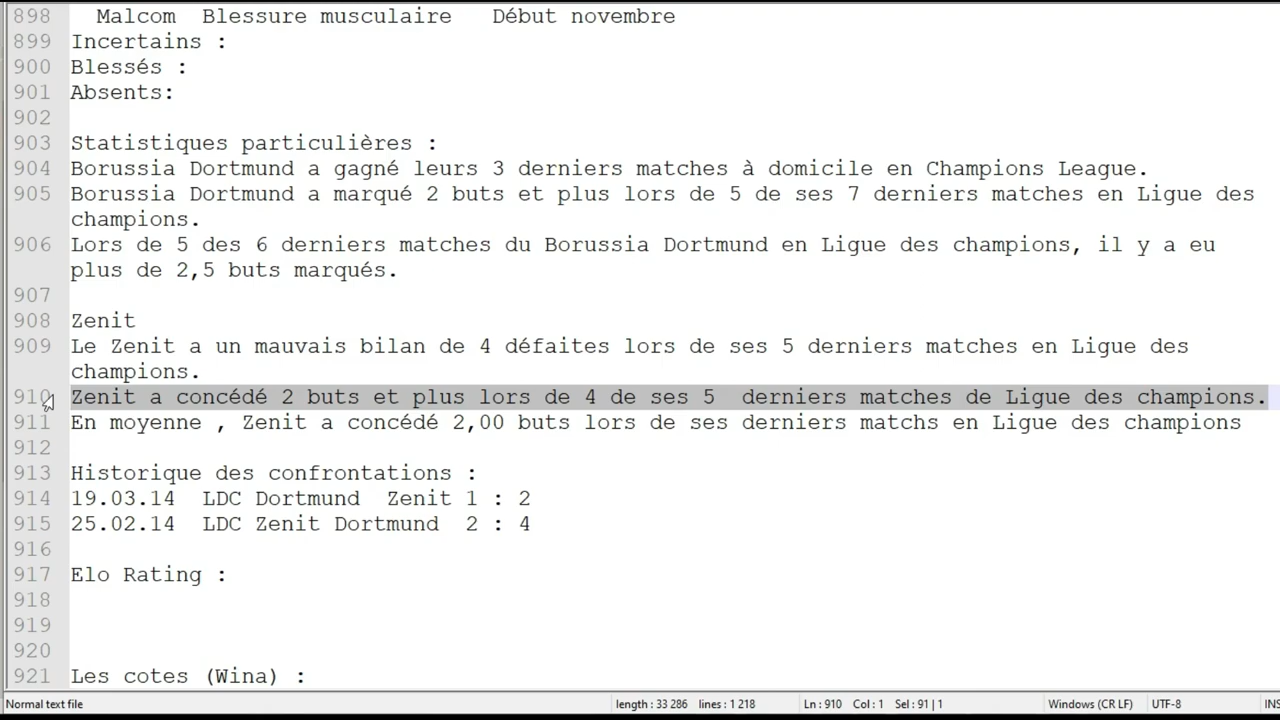 898 Malcom Blessure musculaire Début novembre
899 Incertains :
900 Blessés :
901 Absents:
902
903 Statistiques particulières :
904 Borussia Dortmund a gagné leurs 3 derniers matches à domicile en Champions League.
905 Borussia Dortmund a marqué 2 buts et plus lors de 5 de ses 7 derniers matches en Ligue des
champions.
906 Lors de 5 des 6 derniers matches du Borussia Dortmund en Ligue des champions, il y a eu
plus de 2,5 buts marqués.
907
908 Zenit
909 Le Zenit a un mauvais bilan de 4 défaites lors de ses 5 derniers matches en Ligue des
champions.
910 Zenit a concédé 2 buts et plus lors de 4 de ses 5  derniers matches de Ligue des champions.
911 En moyenne , Zenit a concédé 2,00 buts lors de ses derniers matchs en Ligue des champions
912
913 Historique des confrontations :
914 19.03.14  LDC Dortmund  Zenit 1 : 2
915 25.02.14  LDC Zenit Dortmund  2 : 4
916
917 Elo Rating :
918
919
920
921 Les cotes (Wina) :
Normal text file length : 33 286 lines : 1 218 Ln : 910 Col : 1 Sel : 91 | 1 Windows (CR LF) UTF-8 INS